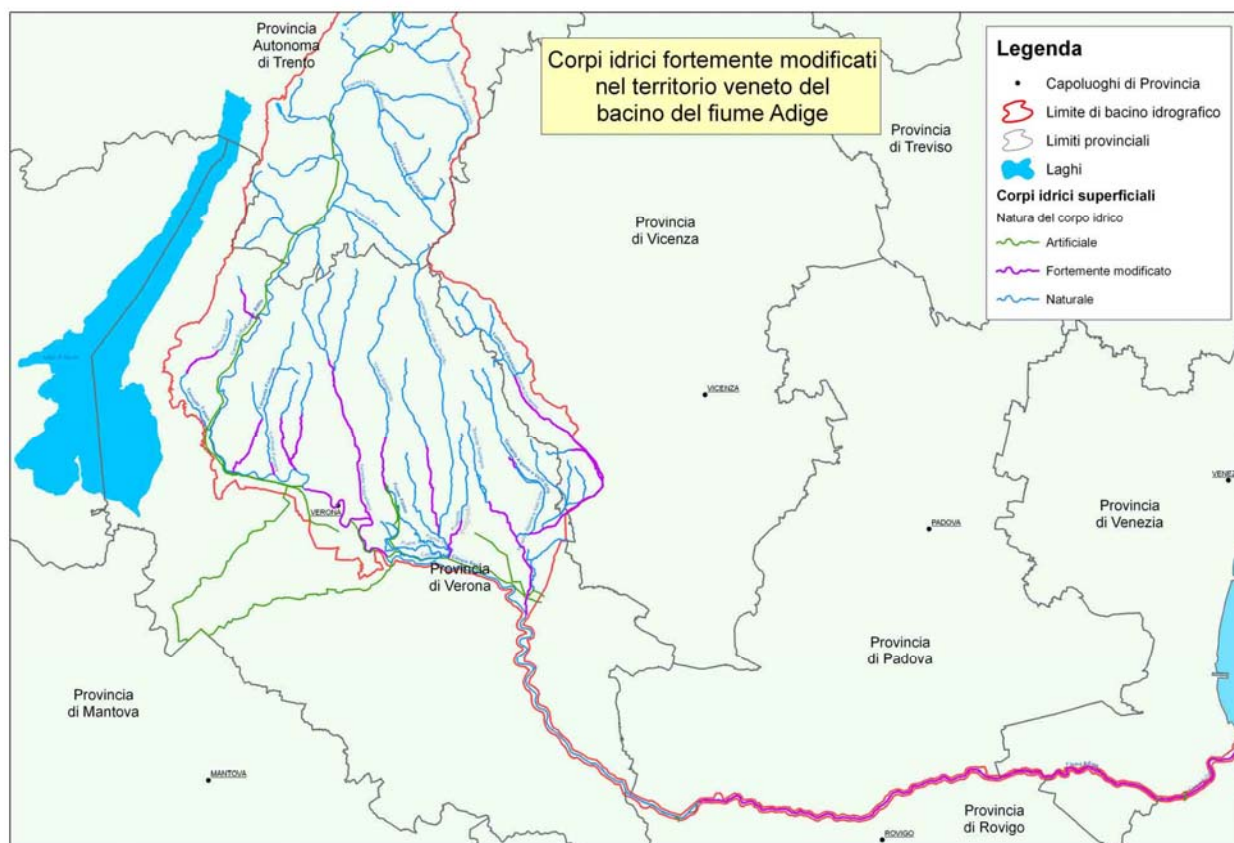 Provincia
Autonoma
di Trento
Corpi idrici fortemente modificati
nel territorio veneto del
bacino del fiume Adige
Legenda
Capoluoghi di Provincia
Limite di bacino idrografico
Limiti provinciali
Laghi
Corpi idrici superficiali
Natura del corpo idrico
Artificiale
Fortemente modificato
Naturale
Provincia
di Treviso
Provincia
di Vicenza
VICENZA
VENEZ
VERONA
PADOVA
Provincia
di Venezia
Provincia
di Verona
Provincia
di Padova
Provincia
di Mantova
MANTOVA
Provincia
di Rovigo
ROVIGO